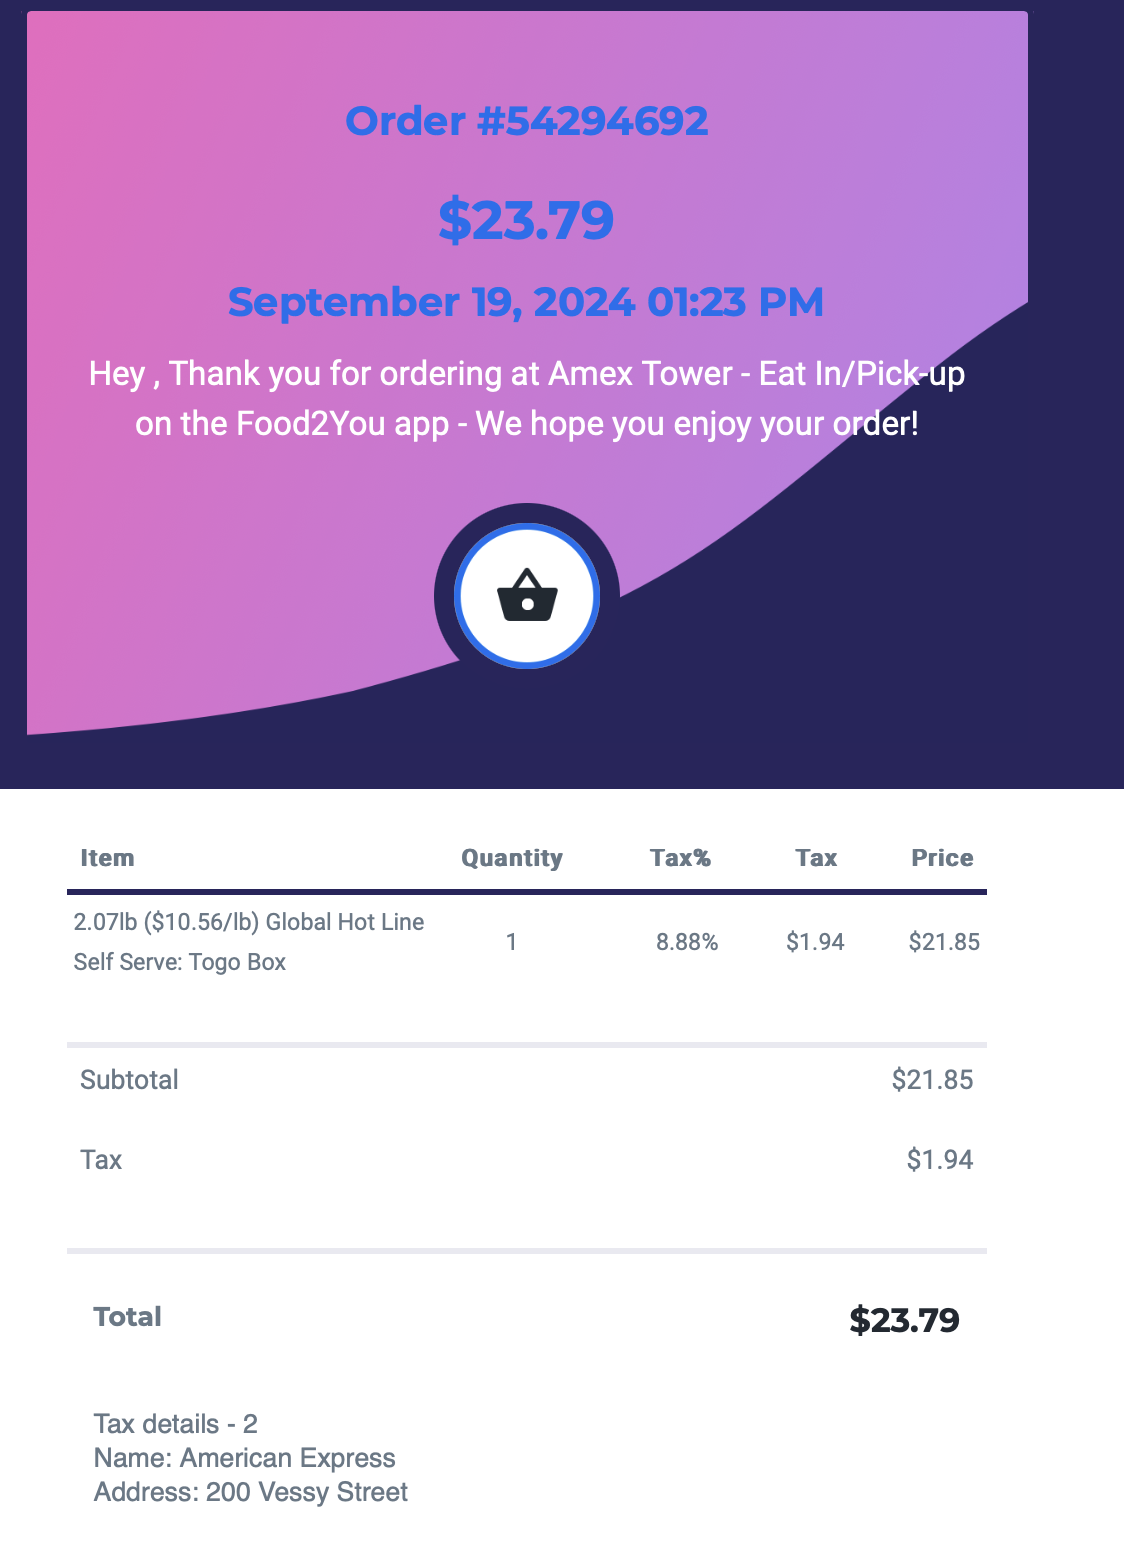 Order #54294692
$23.79
September 19, 2024 01:23 PM
Hey , Thank you for ordering at Amex Tower - Eat In/Pick-up
on the Food2You app - We hope you enjoy your order!
Item Quantity Tax% Tax Price
2.07lb ($10.56/lb) Global Hot Line
Self Serve: Togo Box
1 8.88% $1.94 $21.85
Subtotal $21.85
Tax $1.94
Total $23.79
Tax details - 2
Name: American Express
Address: 200 Vessy Street